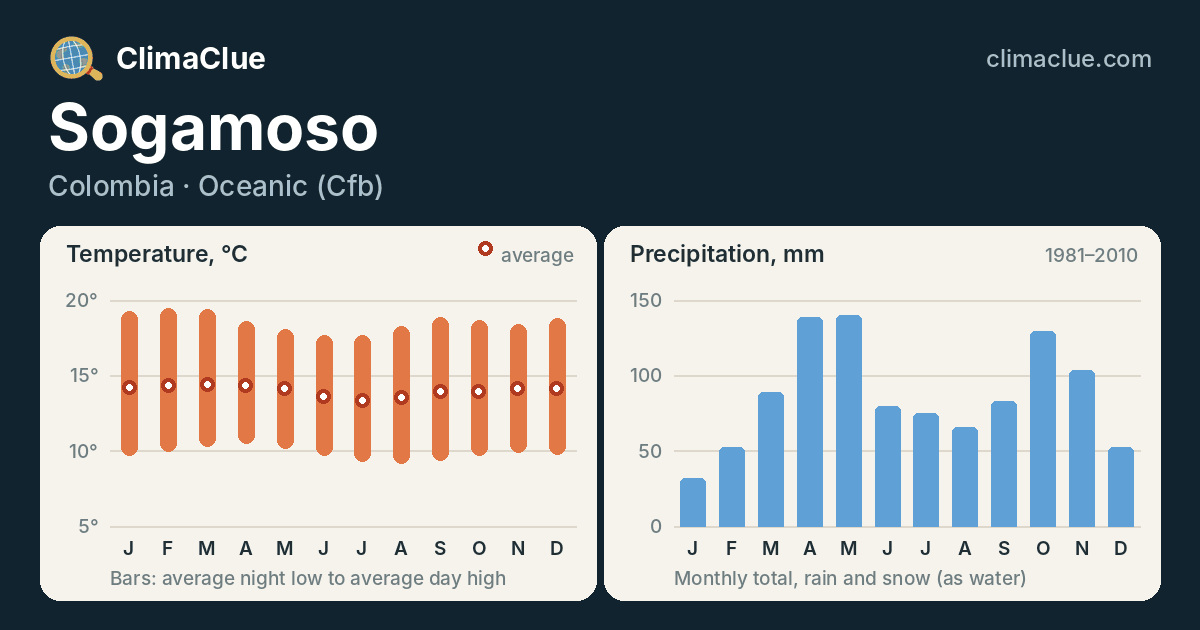 ClimaClue
climaclue.com
Sogamoso
Colombia · Oceanic (Cfb)
Temperature, °C
average
20°
15°
10°
5°
J F M A M J J A S O N D
Bars: average night low to average day high
Precipitation, mm
1981–2010
150
100
50
0
J F M A M J J A S O N D
Monthly total, rain and snow (as water)